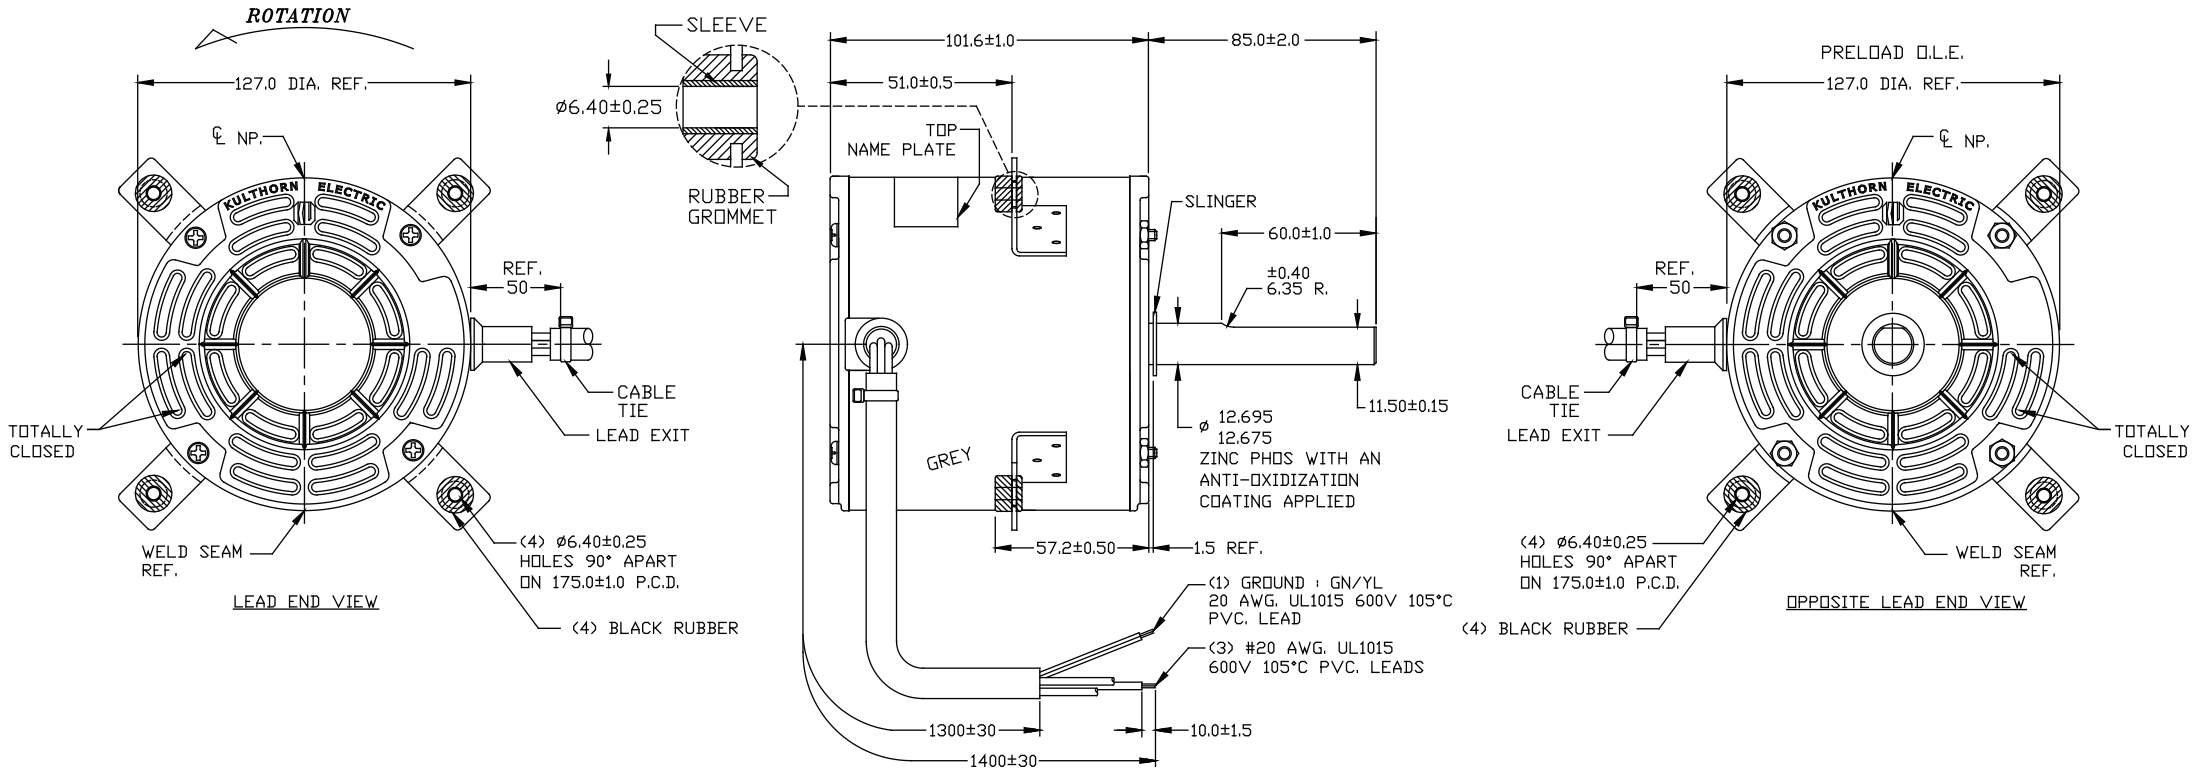 ROTATION
127.0 DIA. REF.
℄ NP.
KULTHORN ELECTRIC
REF.
50
CABLE
TIE
LEAD EXIT
TOTALLY
CLOSED
WELD SEAM
REF.
(4) Ø6.40±0.25
HOLES 90° APART
ON 175.0±1.0 P.C.D.
LEAD END VIEW
(4) BLACK RUBBER
SLEEVE
Ø6.40±0.25
RUBBER
GROMMET
101.6±1.0
85.0±2.0
51.0±0.5
TOP
NAME PLATE
SLINGER
60.0±1.0
±0.40
6.35 R.
11.50±0.15
Ø 12.695
12.675
ZINC PHOS WITH AN
ANTI-OXIDIZATION
COATING APPLIED
GREY
57.2±0.50
1.5 REF.
(1) GROUND : GN/YL
20 AWG. UL1015 600V 105°C
PVC. LEAD
(3) #20 AWG. UL1015
600V 105°C PVC. LEADS
1300±30
10.0±1.5
1400±30
PRELOAD O.L.E.
127.0 DIA. REF.
℄ NP.
KULTHORN ELECTRIC
REF.
50
CABLE
TIE
LEAD EXIT
TOTALLY
CLOSED
(4) Ø6.40±0.25
HOLES 90° APART
ON 175.0±1.0 P.C.D.
WELD SEAM
REF.
OPPOSITE LEAD END VIEW
(4) BLACK RUBBER